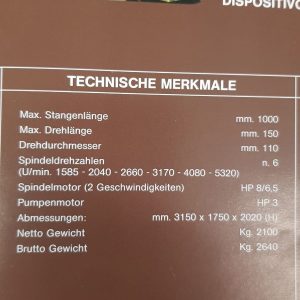 DISPOSITIVO
TECHNISCHE MERKMALE
Max. Stangenlänge mm. 1000
Max. Drehlänge mm. 150
Drehdurchmesser mm. 110
Spindeldrehzahlen n. 6
(U/min. 1585 - 2040 - 2660 - 3170 - 4080 - 5320)
Spindelmotor (2 Geschwindigkeiten) HP 8/6,5
Pumpenmotor HP 3
Abmessungen: mm. 3150 x 1750 x 2020 (H)
Netto Gewicht Kg. 2100
Brutto Gewicht Kg. 2640